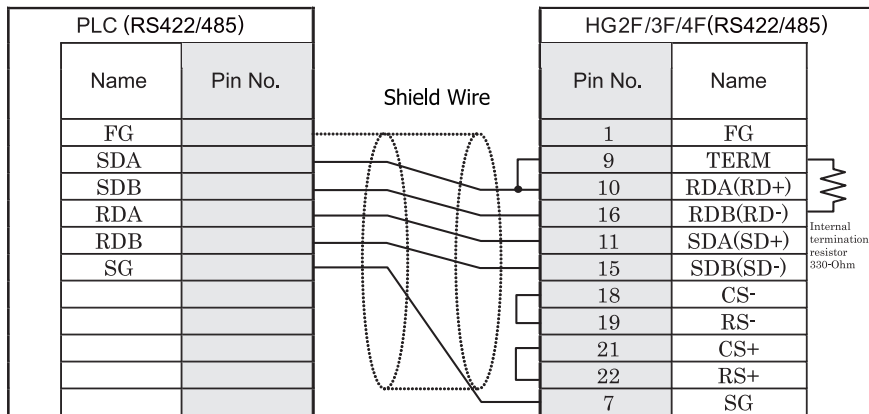 PLC (RS422/485)
HG2F/3F/4F(RS422/485)
Name Pin No.
Shield Wire
Pin No. Name
FG
1 FG
SDA
9 TERM
SDB
10 RDA(RD+)
RDA
16 RDB(RD-)
RDB
11 SDA(SD+)
SG
15 SDB(SD-)
Internal
termination
resistor
330-Ohm
18 CS-
19 RS-
21 CS+
22 RS+
7 SG